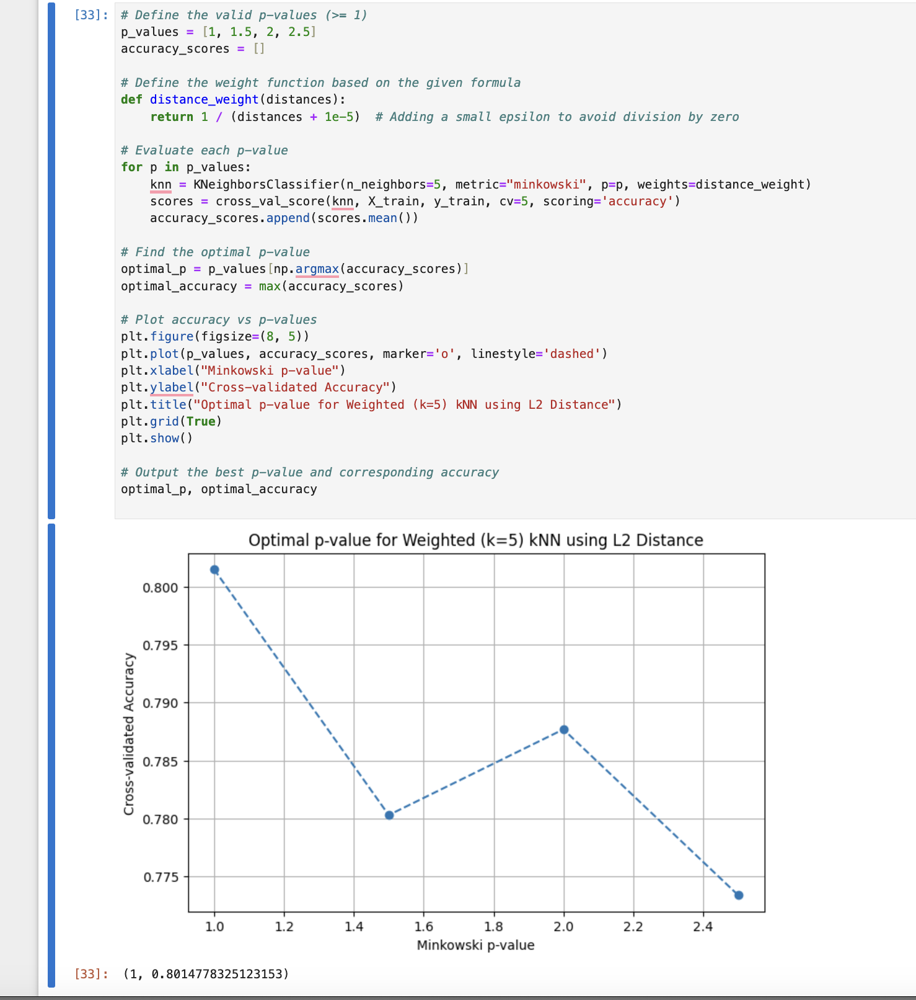 [33]: # Define the valid p-values (>= 1)
p_values = [1, 1.5, 2, 2.5]
accuracy_scores = []
# Define the weight function based on the given formula
def distance_weight(distances):
    return 1 / (distances + 1e-5)  # Adding a small epsilon to avoid division by zero
# Evaluate each p-value
for p in p_values:
    knn = KNeighborsClassifier(n_neighbors=5, metric="minkowski", p=p, weights=distance_weight)
    scores = cross_val_score(knn, X_train, y_train, cv=5, scoring='accuracy')
    accuracy_scores.append(scores.mean())
# Find the optimal p-value
optimal_p = p_values[np.argmax(accuracy_scores)]
optimal_accuracy = max(accuracy_scores)
# Plot accuracy vs p-values
plt.figure(figsize=(8, 5))
plt.plot(p_values, accuracy_scores, marker='o', linestyle='dashed')
plt.xlabel("Minkowski p-value")
plt.ylabel("Cross-validated Accuracy")
plt.title("Optimal p-value for Weighted (k=5) kNN using L2 Distance")
plt.grid(True)
plt.show()
# Output the best p-value and corresponding accuracy
optimal_p, optimal_accuracy
Optimal p-value for Weighted (k=5) kNN using L2 Distance
Cross-validated Accuracy
0.800
0.795
0.790
0.785
0.780
0.775
1.0 1.2 1.4 1.6 1.8 2.0 2.2 2.4
Minkowski p-value
[33]: (1, 0.8014778325123153)